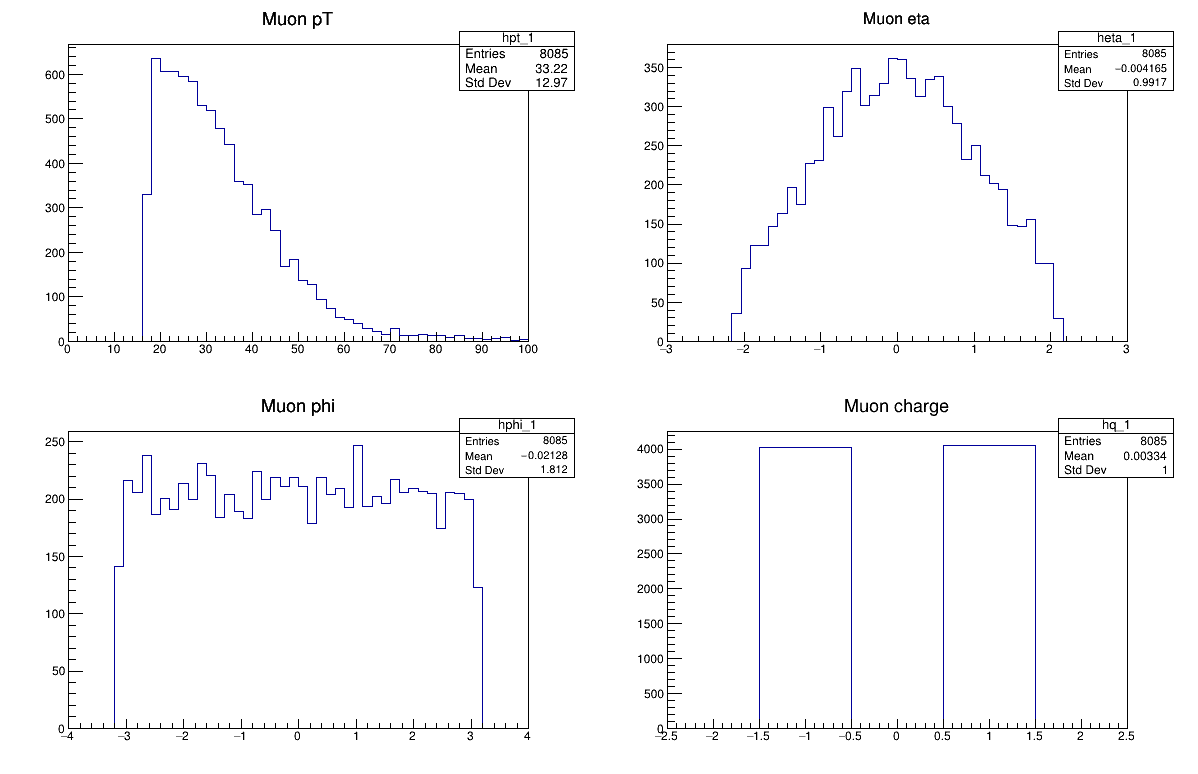 Muon pT
hpt_1
Entries 8085
Mean 33.22
Std Dev 12.97
600
500
400
300
200
100
0
0 10 20 30 40 50 60 70 80 90 100
Muon eta
heta_1
Entries 8085
Mean −0.004165
Std Dev 0.9917
350
300
250
200
150
100
50
0
−3 −2 −1 0 1 2 3
Muon phi
hphi_1
Entries 8085
Mean −0.02128
Std Dev 1.812
250
200
150
100
50
0
−4 −3 −2 −1 0 1 2 3 4
Muon charge
hq_1
Entries 8085
Mean 0.00334
Std Dev 1
4000
3500
3000
2500
2000
1500
1000
500
0
−2.5 −2 −1.5 −1 −0.5 0 0.5 1 1.5 2 2.5